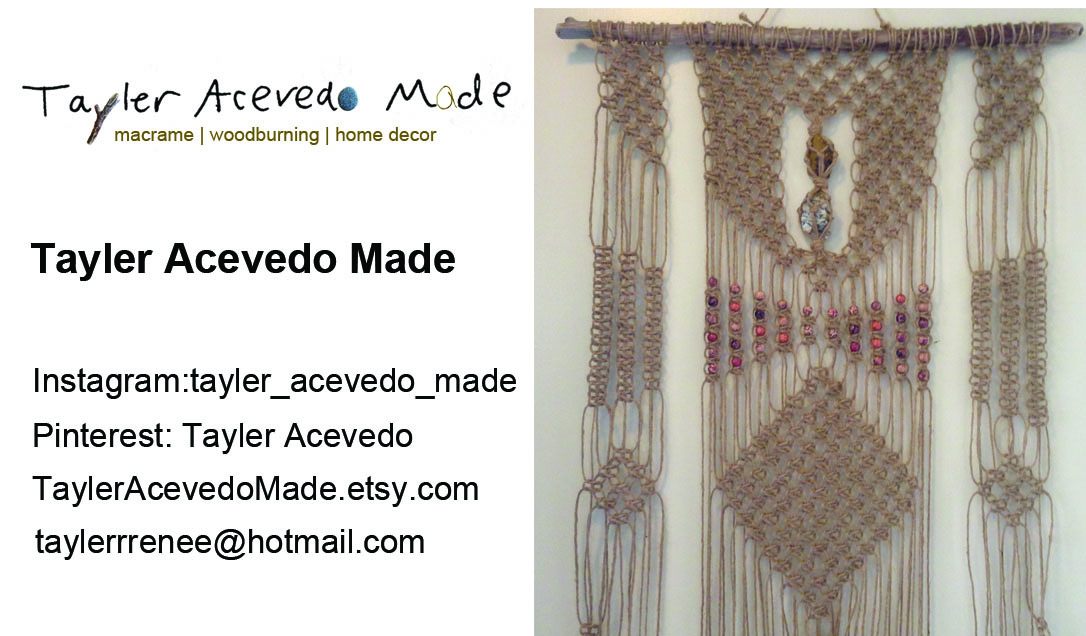 Tayler Acevedo Made
macrame | woodburning | home decor
Tayler Acevedo Made
Instagram:tayler_acevedo_made
Pinterest: Tayler Acevedo
TaylerAcevedoMade.etsy.com
taylerrrenee@hotmail.com